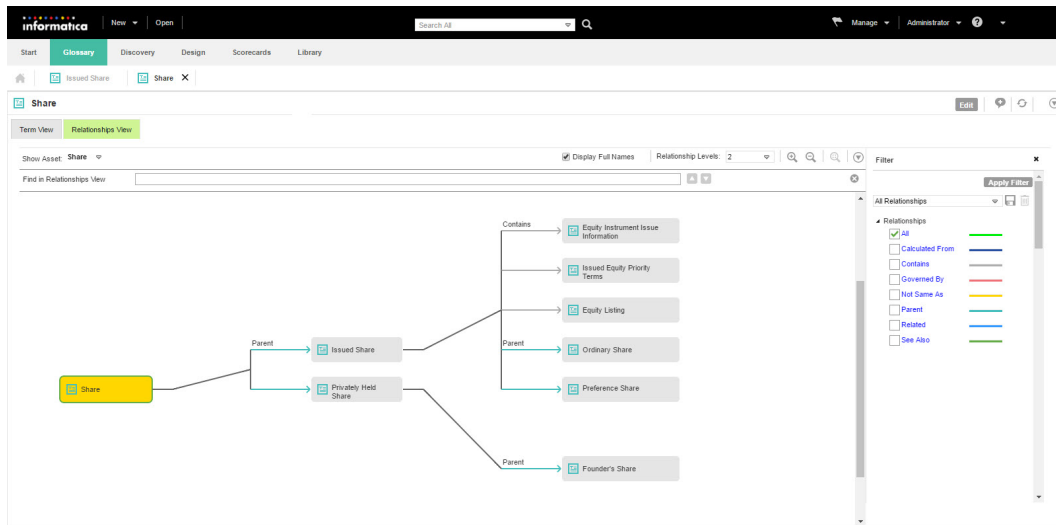 informatica
New
Open
Search All
Manage
Administrator
?
Start
Glossary
Discovery
Design
Scorecards
Library
Issued Share
Share
Share
Edit
Term View
Relationships View
Show Asset: Share
Display Full Names
Relationship Levels: 2
Find in Relationships View
Filter
Apply Filter
All Relationships
Relationships
All
Calculated From
Contains
Governed By
Not Same As
Parent
Related
See Also
Contains
Equity Instrument Issue
Information
Issued Equity Priority
Terms
Equity Listing
Parent
Issued Share
Parent
Ordinary Share
Share
Privately Held
Share
Preference Share
Parent
Founder's Share